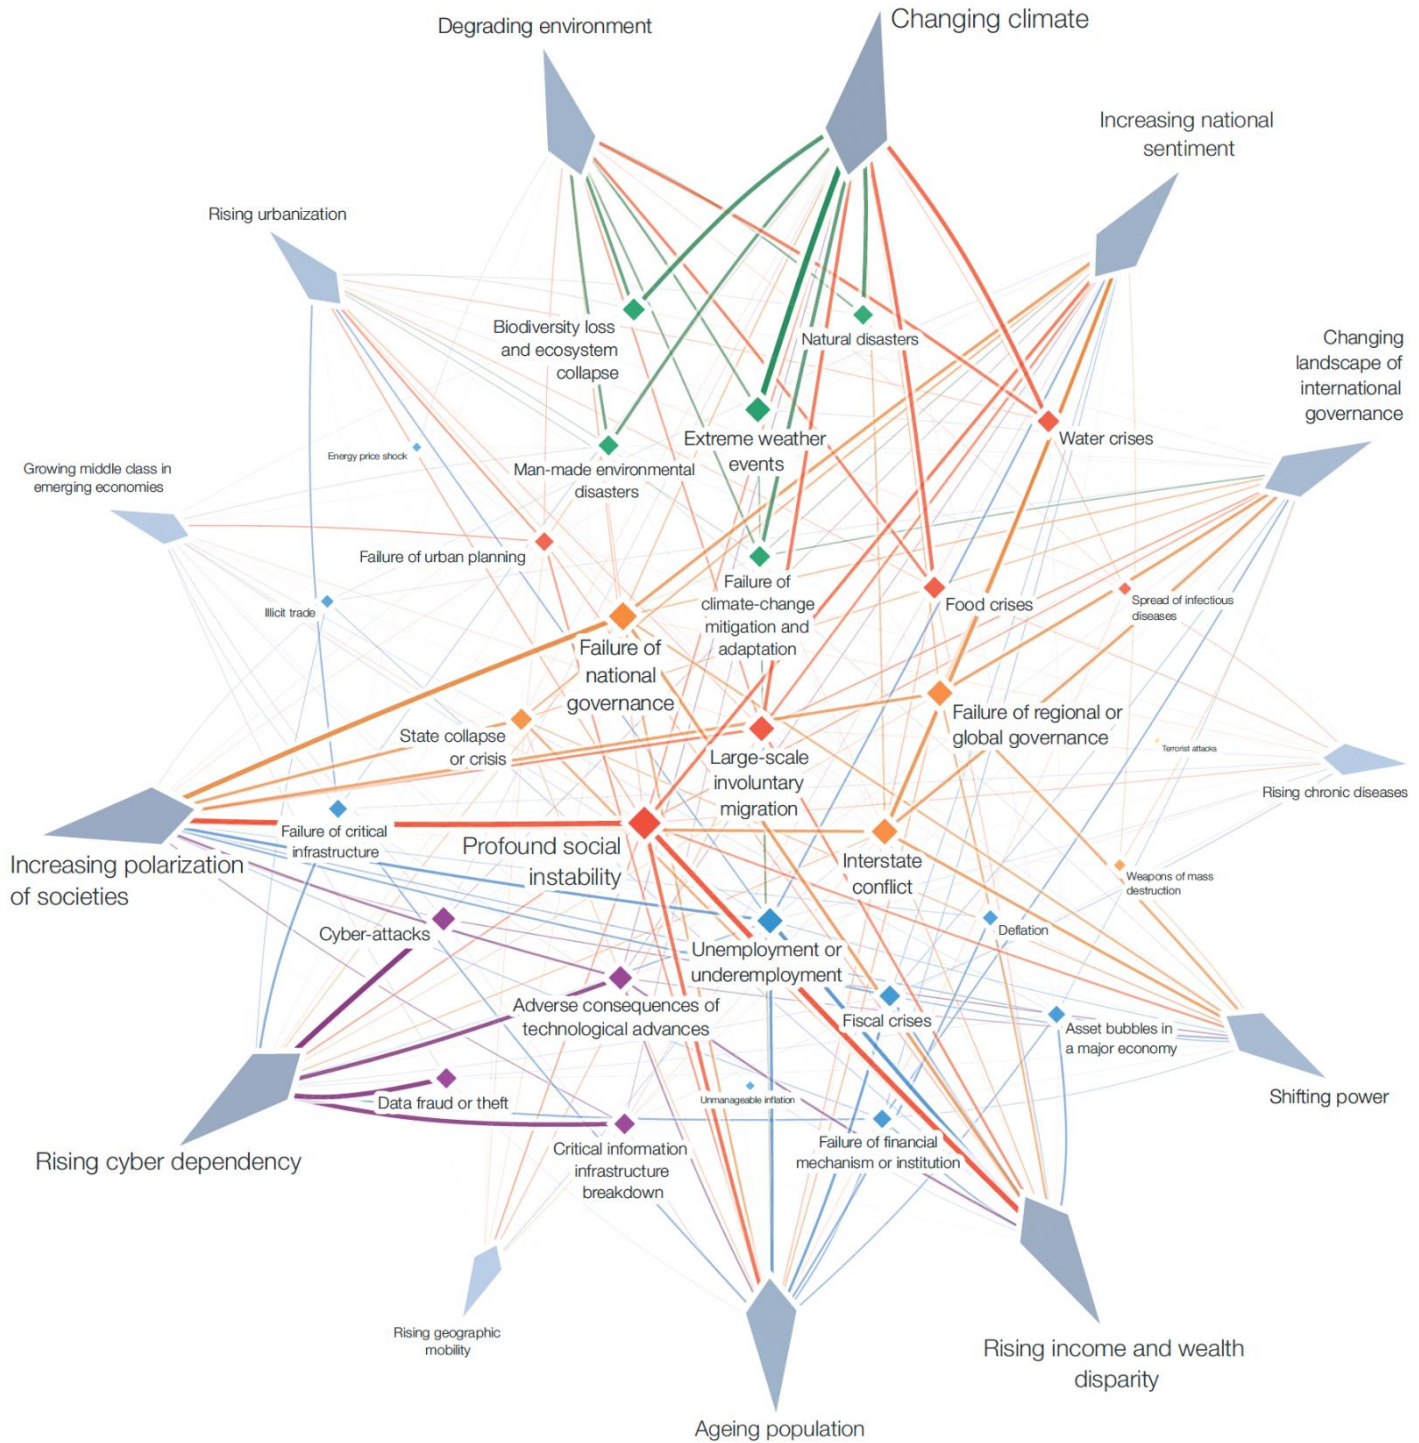 Changing climate
Degrading environment
Increasing national
sentiment
Rising urbanization
Changing
landscape of
international
governance
Biodiversity loss
and ecosystem
collapse
Natural disasters
Extreme weather
events
Water crises
Energy price shock
Man-made environmental
disasters
Growing middle class in
emerging economies
Failure of urban planning
Failure of
climate-change
mitigation and
adaptation
Illicit trade
Food crises
Spread of infectious
diseases
Failure of
national
governance
State collapse
or crisis
Large-scale
involuntary
migration
Failure of regional or
global governance
Terrorist attacks
Rising chronic diseases
Failure of critical
infrastructure
Increasing polarization
of societies
Profound social
instability
Interstate
conflict
Weapons of mass
destruction
Cyber-attacks
Unemployment or
underemployment
Deflation
Adverse consequences of
technological advances
Fiscal crises
Asset bubbles in
a major economy
Shifting power
Data fraud or theft
Unmanageable inflation
Critical information
infrastructure
breakdown
Failure of financial
mechanism or institution
Rising cyber dependency
Rising geographic
mobility
Rising income and wealth
disparity
Ageing population